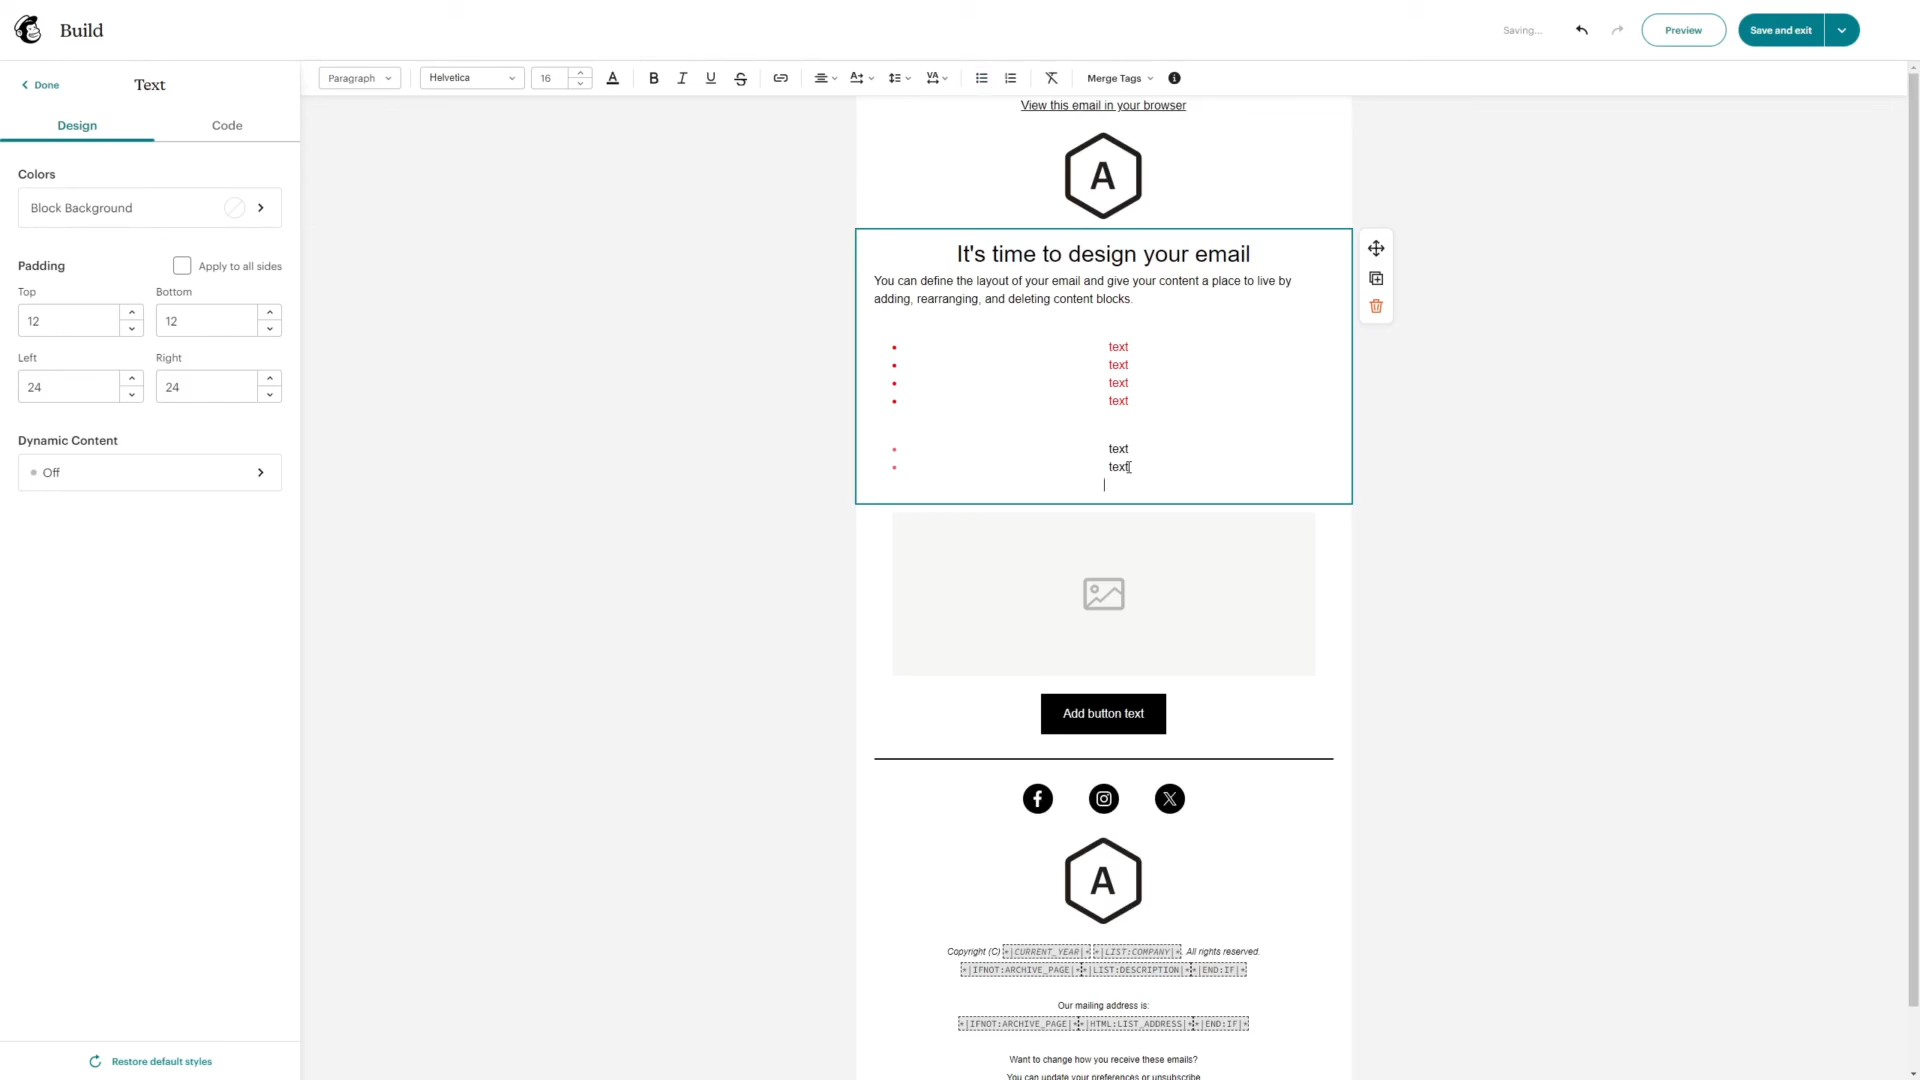 Build
Saving...
Preview
Save and exit
Done
Text
Paragraph
Helvetica
16
Merge Tags
Design
Code
View this email in your browser
A
Colors
Block Background
Padding
Apply to all sides
Top
Bottom
12
12
Left
Right
24
24
Dynamic Content
Off
It's time to design your email
You can define the layout of your email and give your content a place to live by
adding, rearranging, and deleting content blocks.
• text
• text
• text
• text
• text
• text
Add button text
A
Copyright (C) *|CURRENT_YEAR|* *|LIST:COMPANY|*. All rights reserved.
*|IFNOT:ARCHIVE_PAGE|* *|LIST:DESCRIPTION|* *|END:IF|*
Our mailing address is:
*|IFNOT:ARCHIVE_PAGE|* *|HTML:LIST_ADDRESS|* *|END:IF|*
Want to change how you receive these emails?
You can update your preferences or unsubscribe
Restore default styles